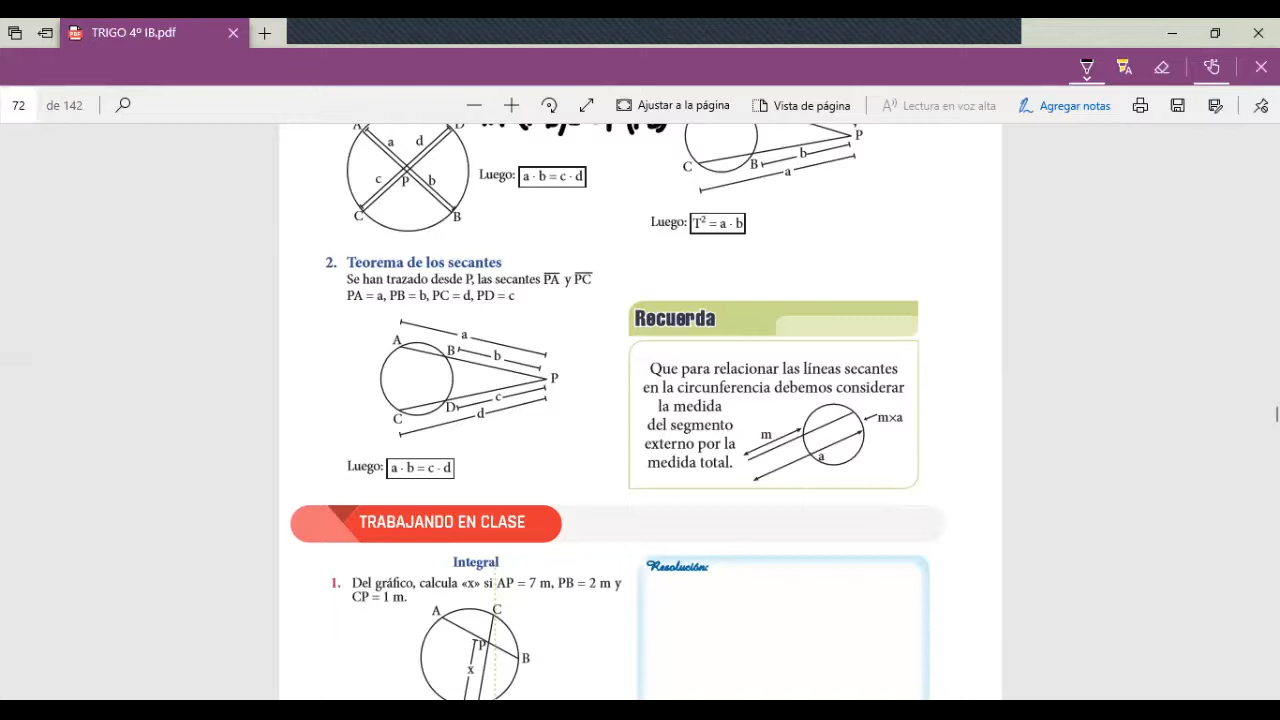 TRIGO 4º IB.pdf
72 de 142
Ajustar a la página
Vista de página
Lectura en voz alta
Agregar notas
A
D
a
d
c
P
b
C
B
Luego: a · b = c · d
P
C
B
b
a
Luego: T² = a · b
2. Teorema de los secantes
Se han trazado desde P, las secantes PA y PC
PA = a, PB = b, PC = d, PD = c
a
A
B
b
P
c
D
d
C
Luego: a · b = c · d
Recuerda
Que para relacionar las líneas secantes
en la circunferencia debemos considerar
la medida
del segmento
externo por la
medida total.
m
m×a
a
TRABAJANDO EN CLASE
Integral
1. Del gráfico, calcula «x» si AP = 7 m, PB = 2 m y
CP = 1 m.
A
C
P
B
x
Resolución: